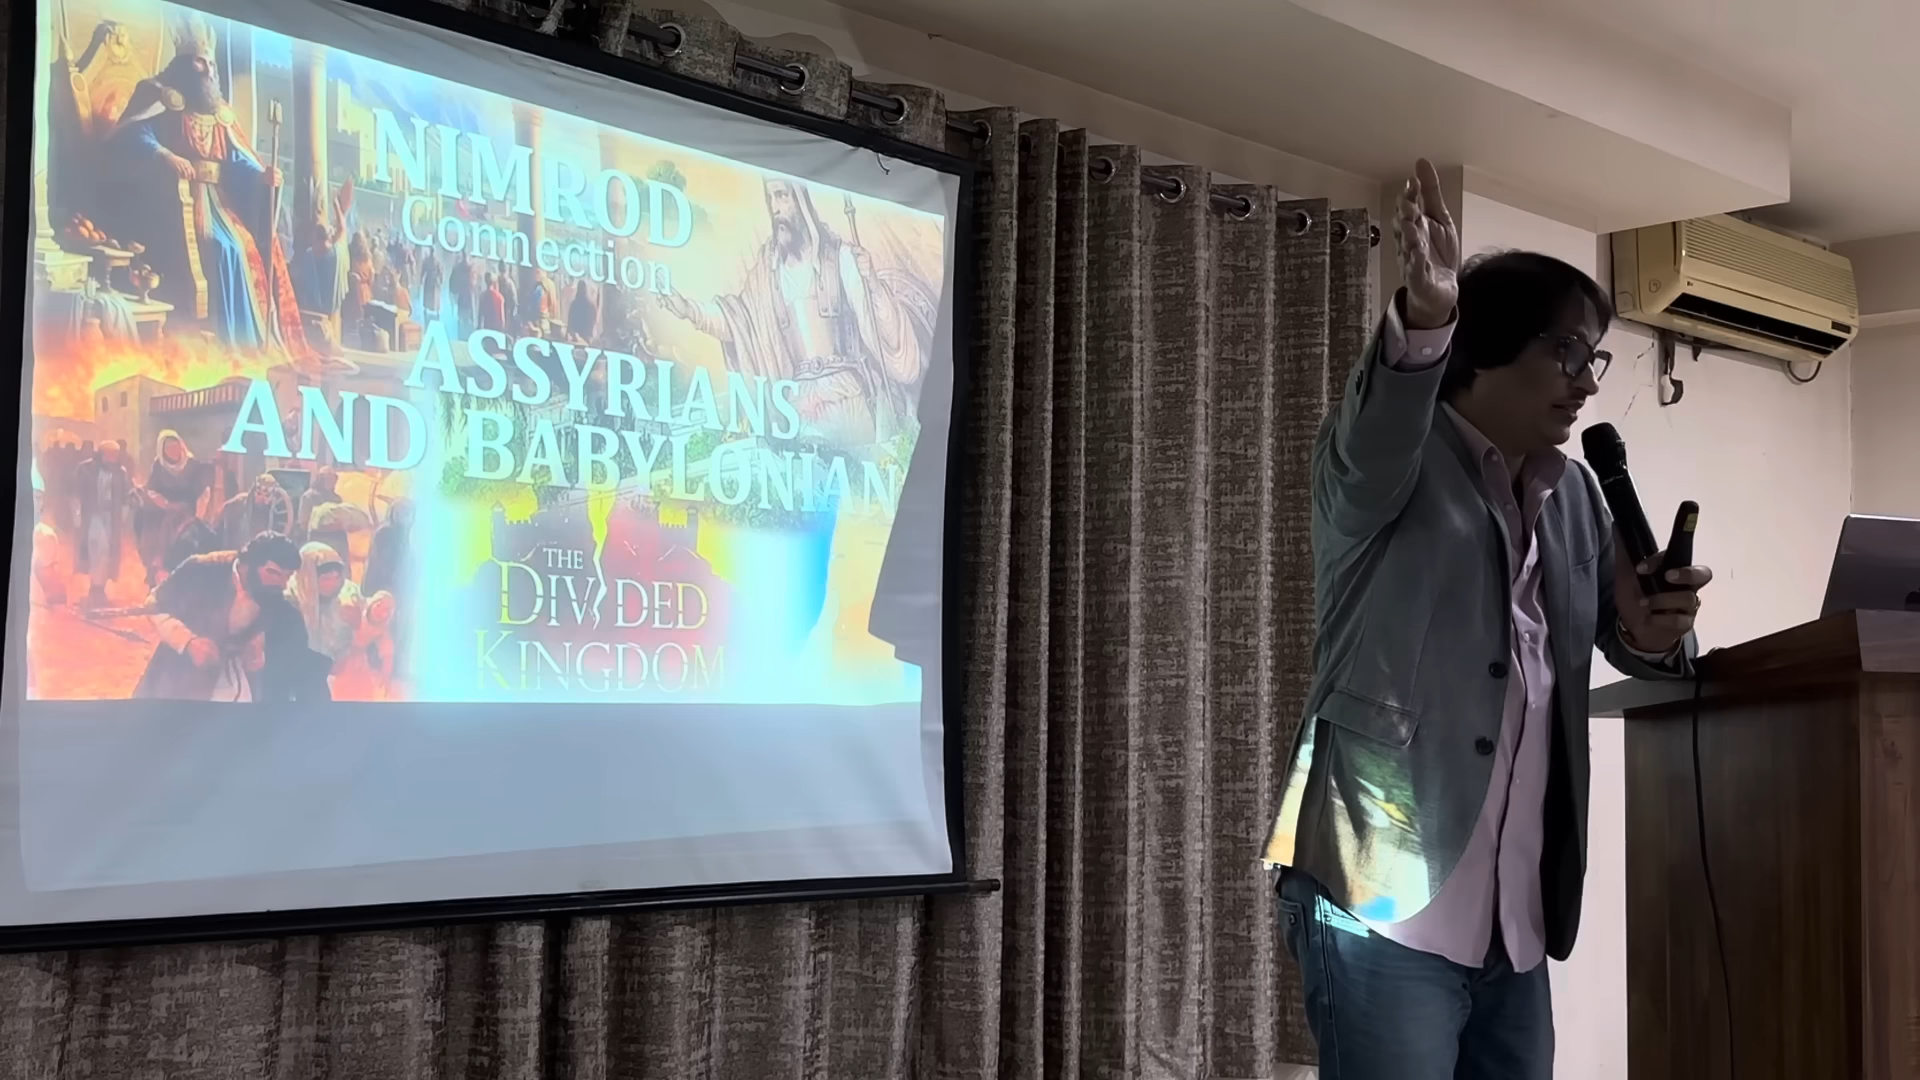 NIMROD
Connection
ASSYRIANS
AND BABYLONIAN
THE
DIVIDED
KINGDOM